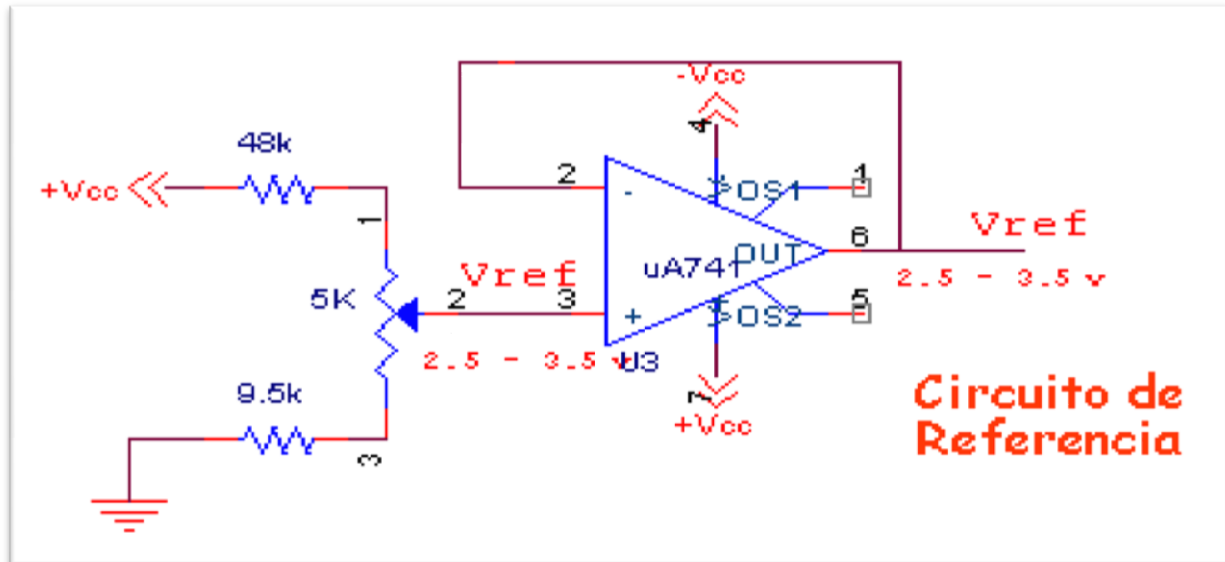 -Vcc
4
48k
+Vcc
1
2
-
OS1
1
Vref
6
OUT
uA741
Vref
2.5 - 3.5 v
5K
2
3
+
OS2
5
2.5 - 3.5 v
U3
9.5k
7
+Vcc
3
Circuito de
Referencia